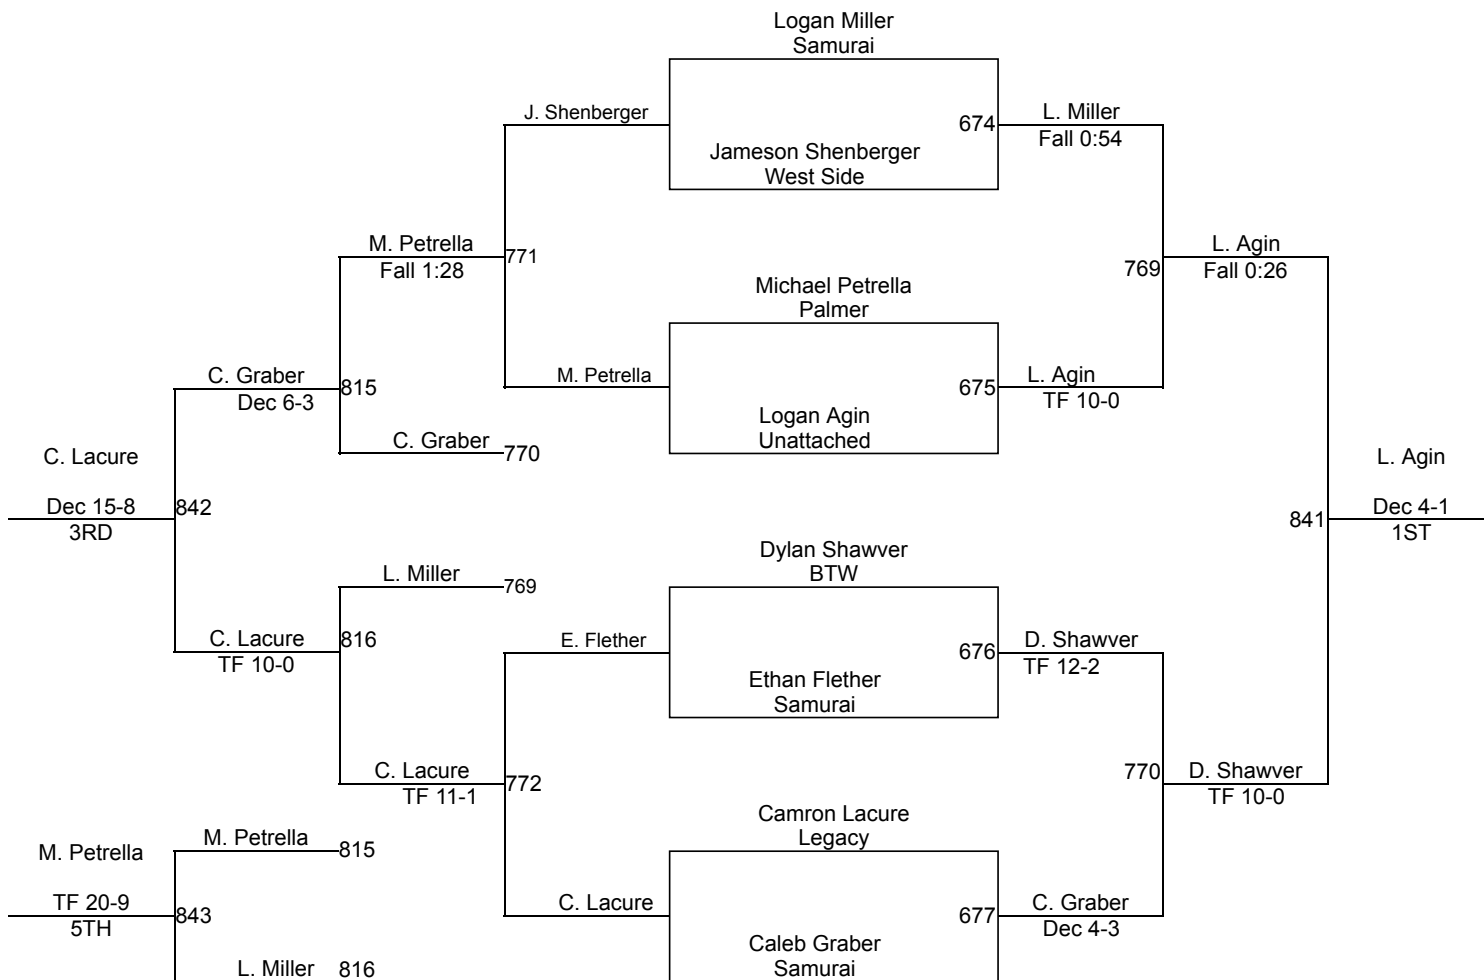 Logan Miller
Samurai
J. Shenberger
674
L. Miller
Fall 0:54
Jameson Shenberger
West Side
M. Petrella
Fall 1:28
771
769
L. Agin
Fall 0:26
Michael Petrella
Palmer
C. Graber
Dec 6-3
815
M. Petrella
675
L. Agin
TF 10-0
Logan Agin
Unattached
C. Graber
770
C. Lacure
Dec 15-8
3RD
842
L. Agin
Dec 4-1
1ST
841
Dylan Shawver
BTW
L. Miller
769
C. Lacure
TF 10-0
816
E. Flether
676
D. Shawver
TF 12-2
Ethan Flether
Samurai
C. Lacure
TF 11-1
772
770
D. Shawver
TF 10-0
Camron Lacure
Legacy
M. Petrella
M. Petrella
815
TF 20-9
5TH
843
C. Lacure
677
C. Graber
Dec 4-3
Caleb Graber
Samurai
L. Miller
816